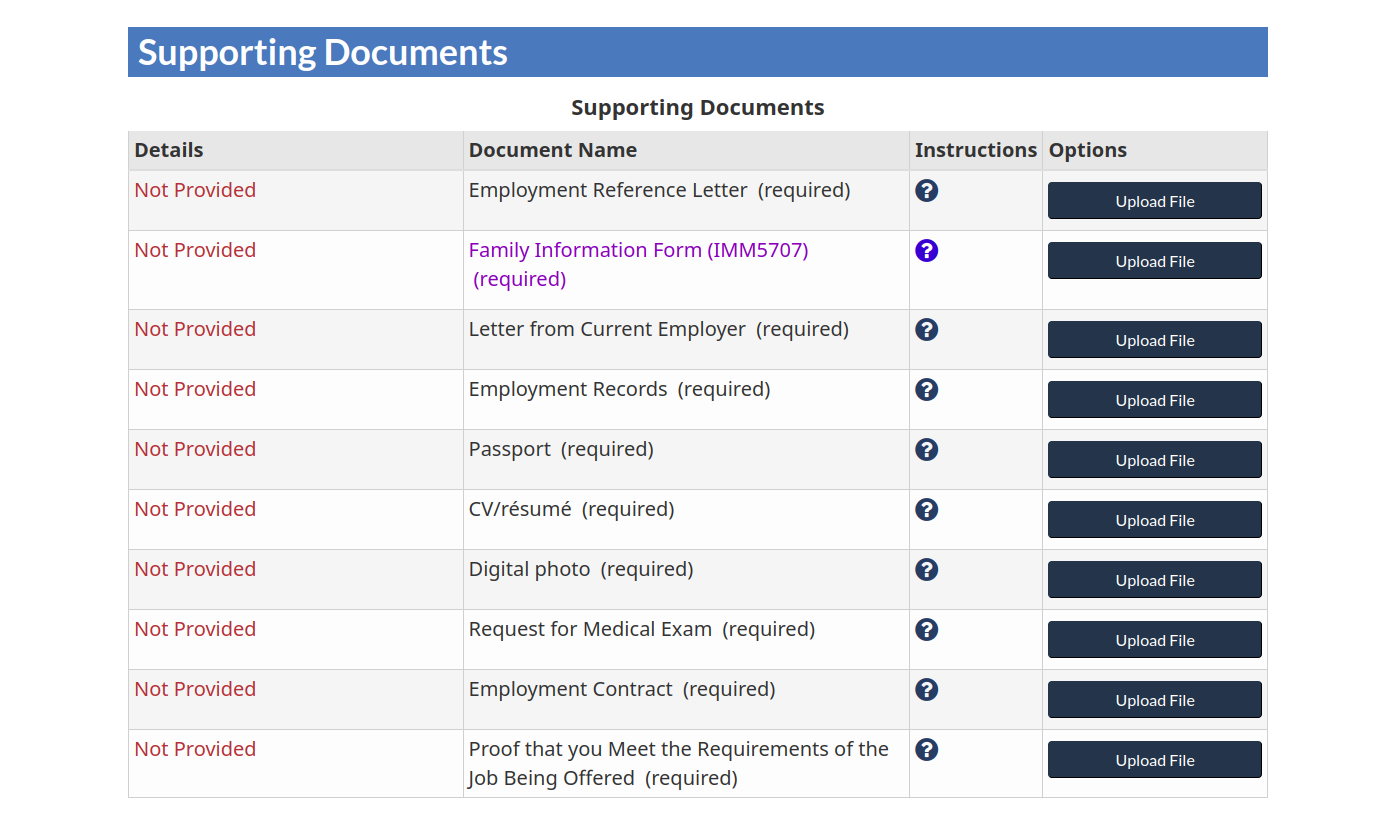 Supporting Documents
Supporting Documents
Details Document Name Instructions Options
Not Provided Employment Reference Letter (required) ? Upload File
Not Provided Family Information Form (IMM5707) ? Upload File
(required)
Not Provided Letter from Current Employer (required) ? Upload File
Not Provided Employment Records (required) ? Upload File
Not Provided Passport (required) ? Upload File
Not Provided CV/résumé (required) ? Upload File
Not Provided Digital photo (required) ? Upload File
Not Provided Request for Medical Exam (required) ? Upload File
Not Provided Employment Contract (required) ? Upload File
Not Provided Proof that you Meet the Requirements of the ? Upload File
Job Being Offered (required)